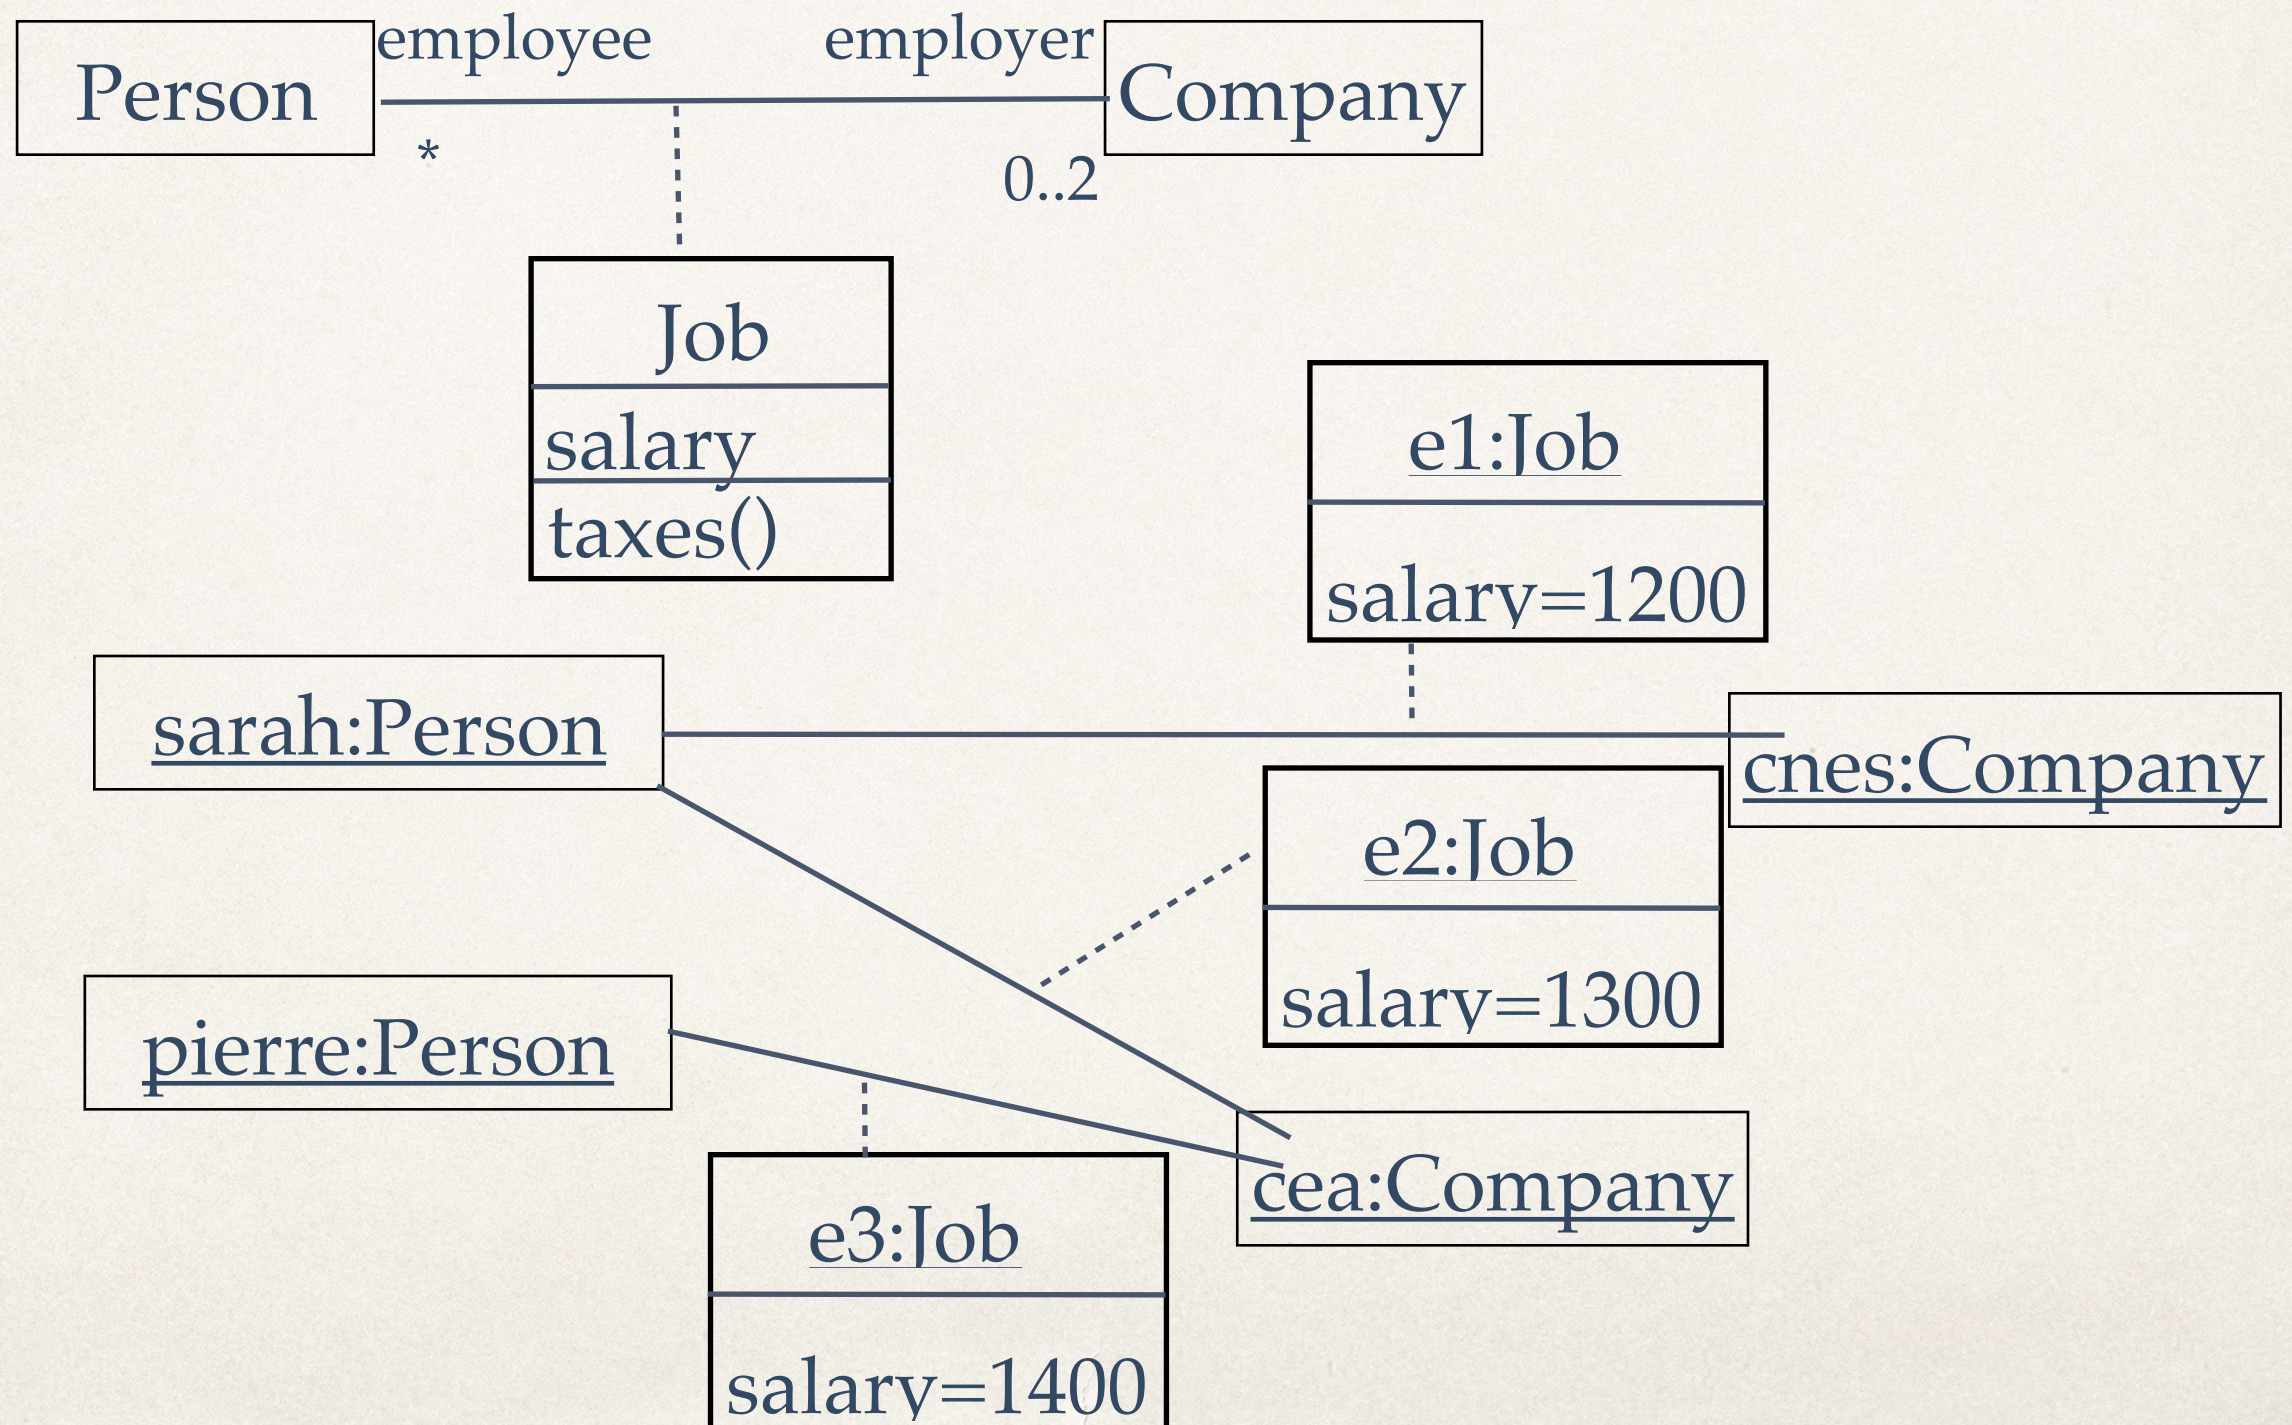 employee
employer
Person
Company
*
0..2
Job
salary
taxes()
e1:Job
salary=1200
sarah:Person
cnes:Company
e2:Job
salary=1300
pierre:Person
cea:Company
e3:Job
salary=1400